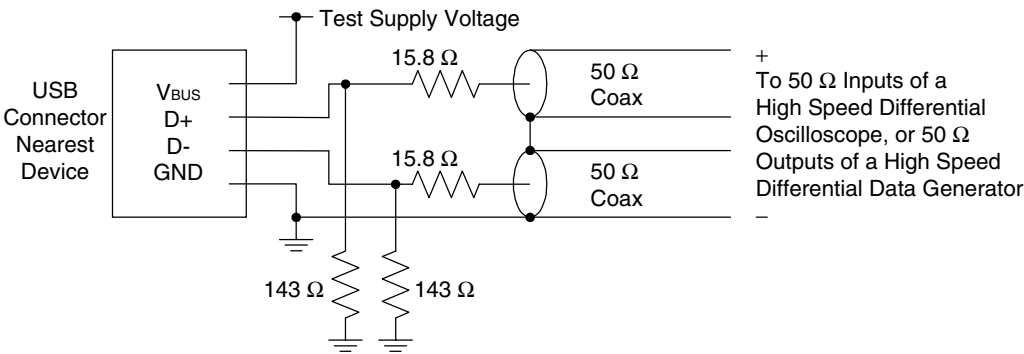 Test Supply Voltage
USB
Connector
Nearest
Device
VBUS
D+
D-
GND
15.8 Ω
50 Ω
Coax
15.8 Ω
50 Ω
Coax
143 Ω
143 Ω
+
To 50 Ω Inputs of a
High Speed Differential
Oscilloscope, or 50 Ω
Outputs of a High Speed
Differential Data Generator
−